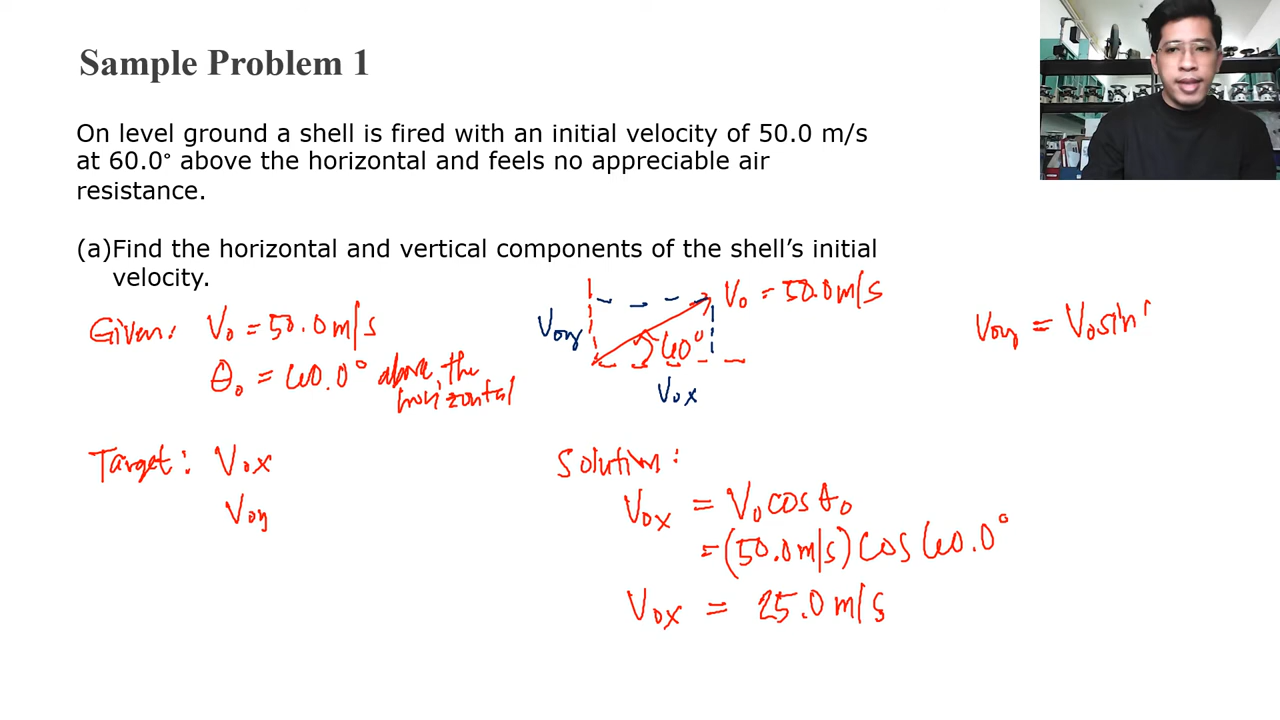 Sample Problem 1
On level ground a shell is fired with an initial velocity of 50.0 m/s
at 60.0° above the horizontal and feels no appreciable air
resistance.
(a)Find the horizontal and vertical components of the shell's initial
velocity.
Given: V₀ = 50.0 m/s
θ₀ = 60.0° above the
horizontal
V₀ = 50.0 m/s
V₀y
60°
V₀x
V₀y = V₀ sin
Target: V₀x
V₀y
Solution:
V₀x = V₀ cos θ₀
= (50.0 m/s) cos 60.0°
V₀x = 25.0 m/s